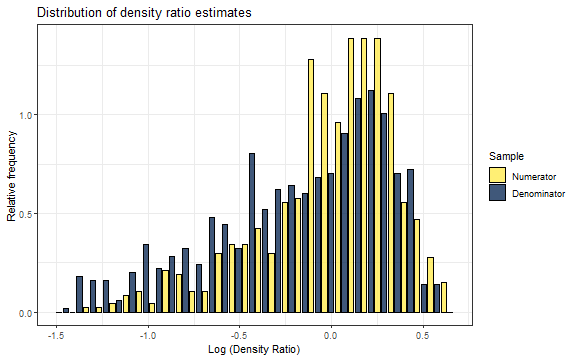 Distribution of density ratio estimates
Relative frequency
1.0
0.5
0.0
-1.5
-1.0
-0.5
0.0
0.5
Log (Density Ratio)
Sample
Numerator
Denominator